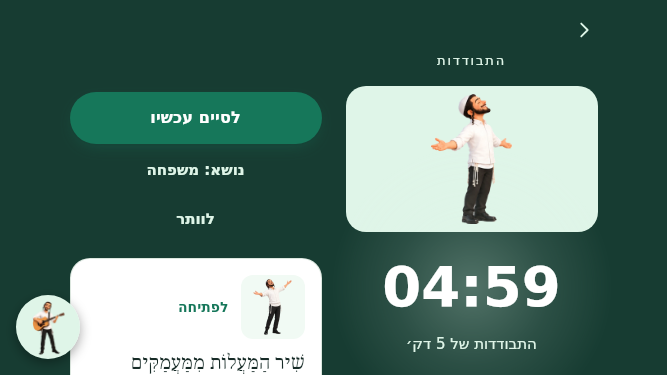 התבודדות
04:59
התבודדות של 5 דק׳
לסיים עכשיו
נושא: משפחה
לוותר
לפתיחה
שִׁיר הַמַּעֲלוֹת מִמַּעֲמַקִּים